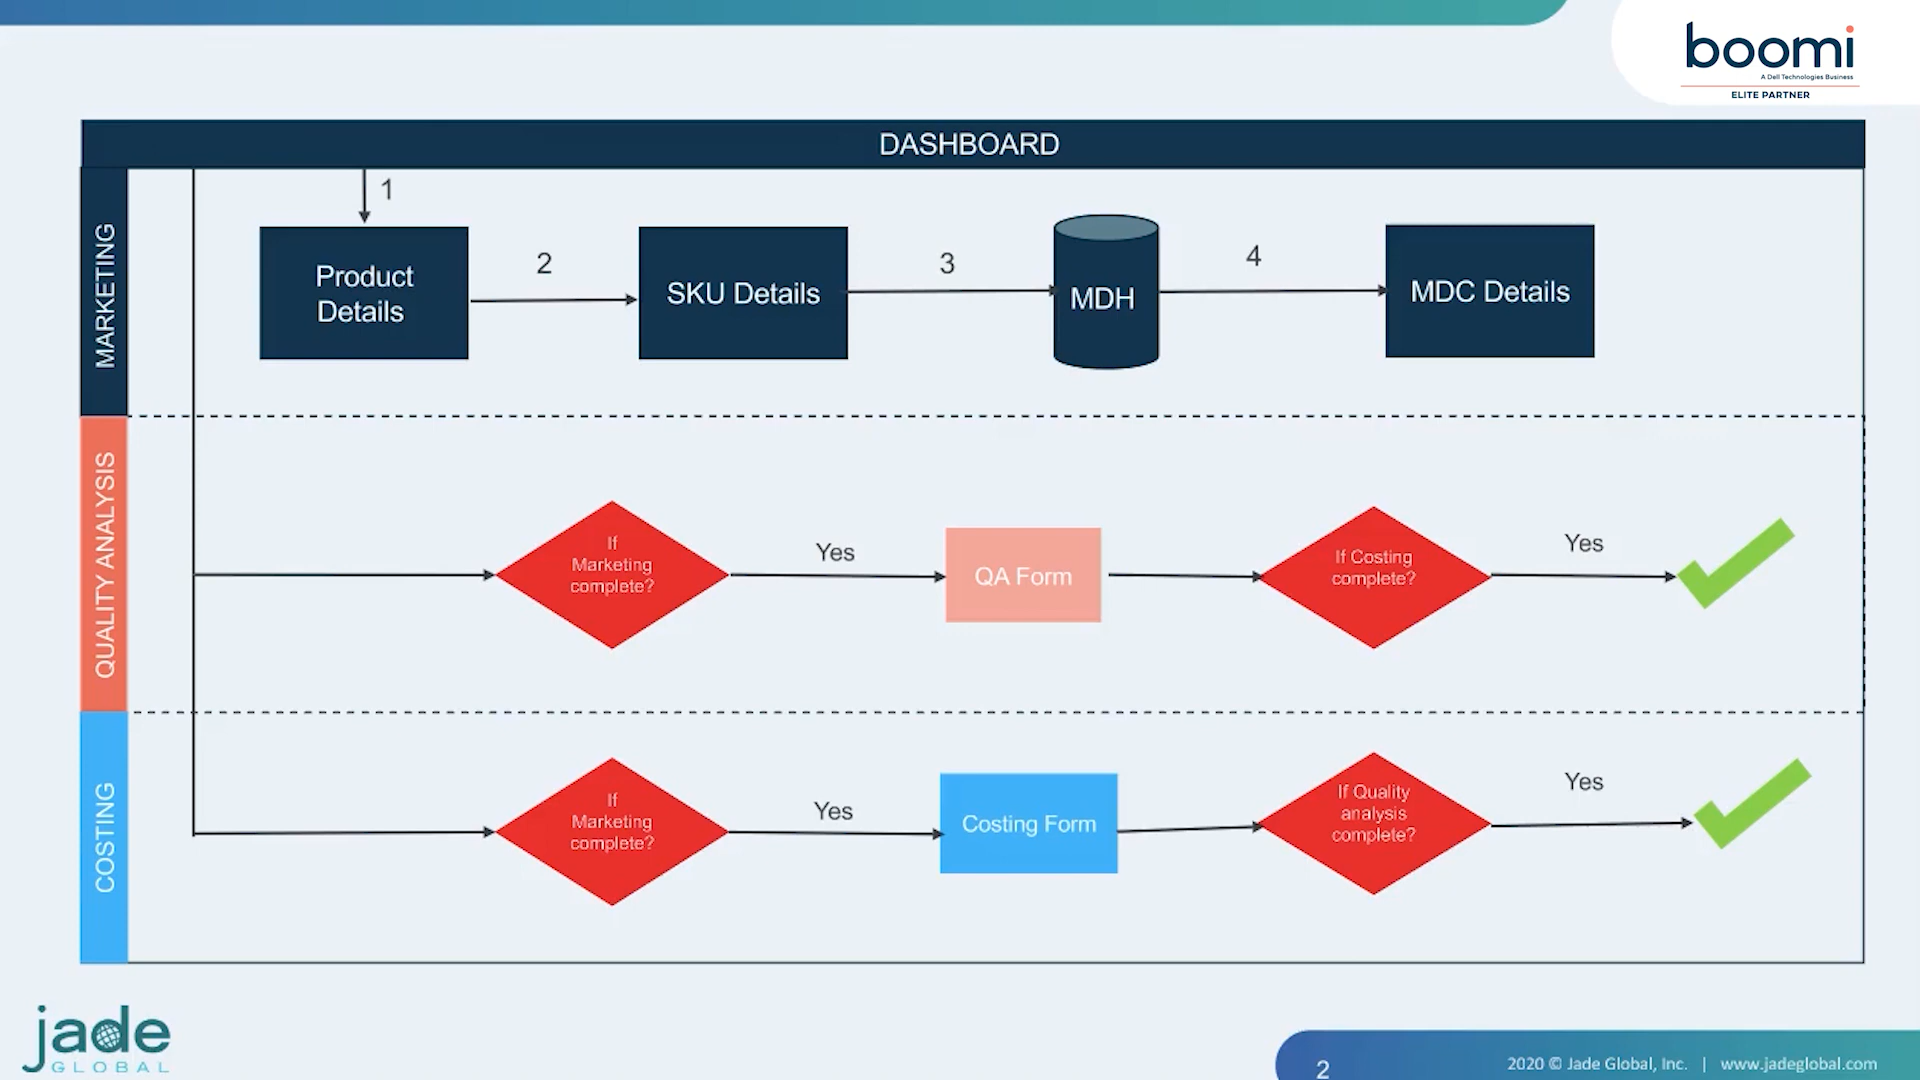 boomi
A Dell Technologies Business
ELITE PARTNER
DASHBOARD
MARKETING
1
Product
Details
2
SKU Details
3
MDH
4
MDC Details
QUALITY ANALYSIS
If
Marketing
complete?
Yes
QA Form
If Costing
complete?
Yes
COSTING
If
Marketing
complete?
Yes
Costing Form
If Quality
analysis
complete?
Yes
jade
GLOBAL
2
2020 © Jade Global, Inc. | www.jadeglobal.com